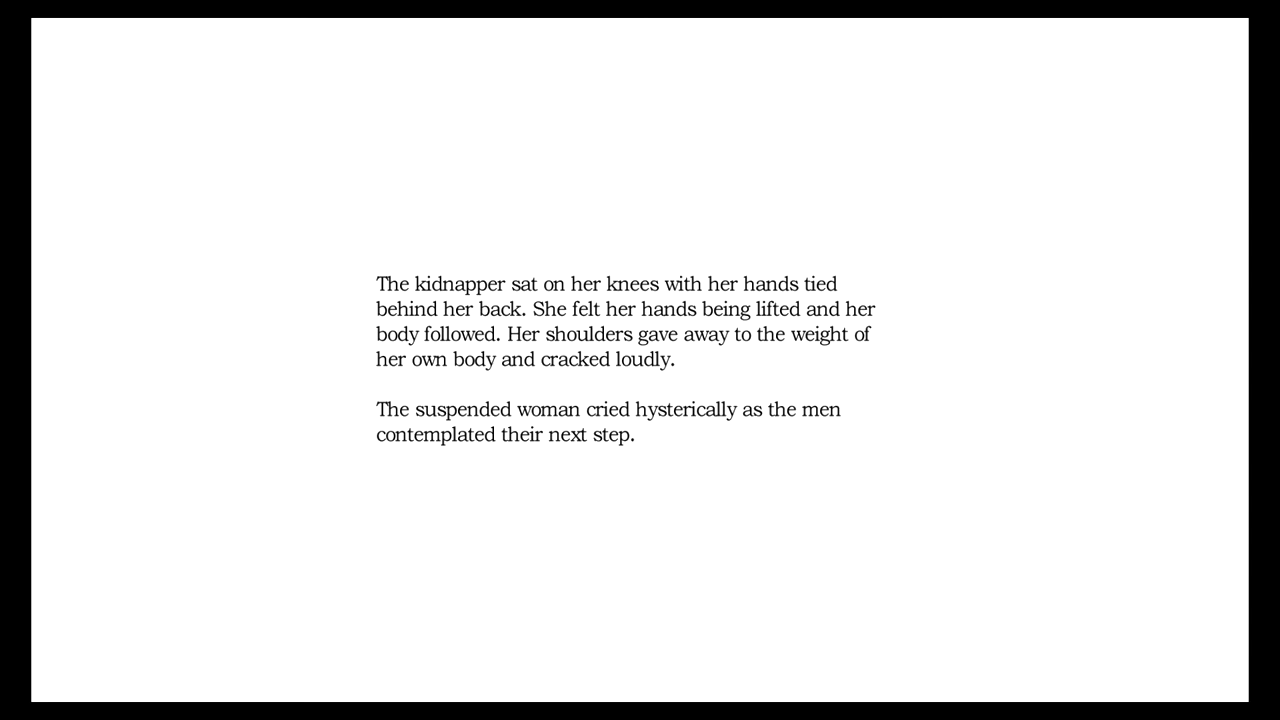 The kidnapper sat on her knees with her hands tied
behind her back. She felt her hands being lifted and her
body followed. Her shoulders gave away to the weight of
her own body and cracked loudly.
The suspended woman cried hysterically as the men
contemplated their next step.